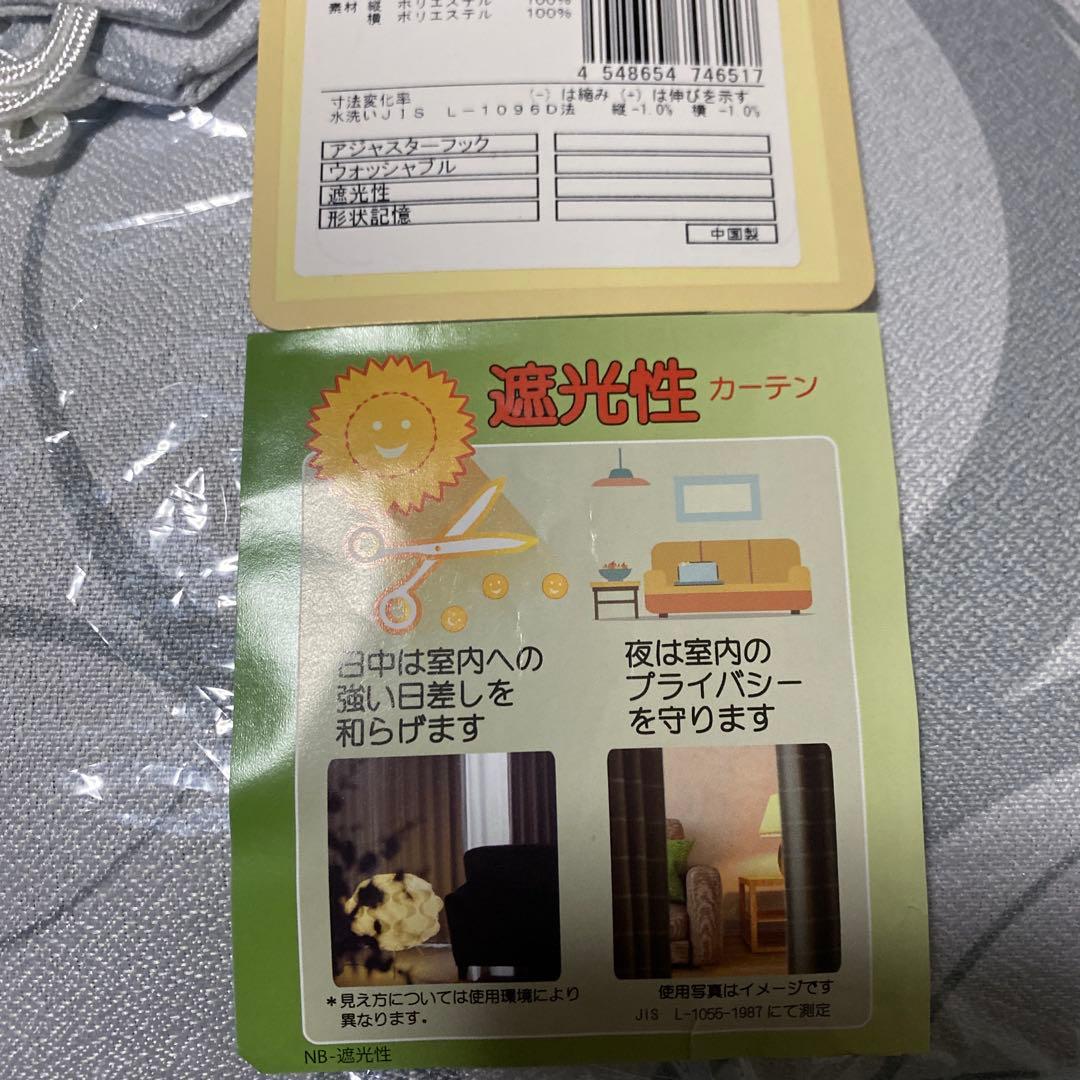 素材 縦 ポリエステル 100%
横 ポリエステル 100%
4 548654 746517
寸法変化率 (-) は縮み (+) は伸びを示す
水洗いJIS L-1096D法 縦 -1.0% 横 -1.0%
アジャスターフック
ウォッシャブル
遮光性
形状記憶
中国製
遮光性 カーテン
日中は室内への
強い日差しを
和らげます
夜は室内の
プライバシー
を守ります
*見え方については使用環境により
異なります。
使用写真はイメージです
JIS L-1055-1987にて測定
NB-遮光性